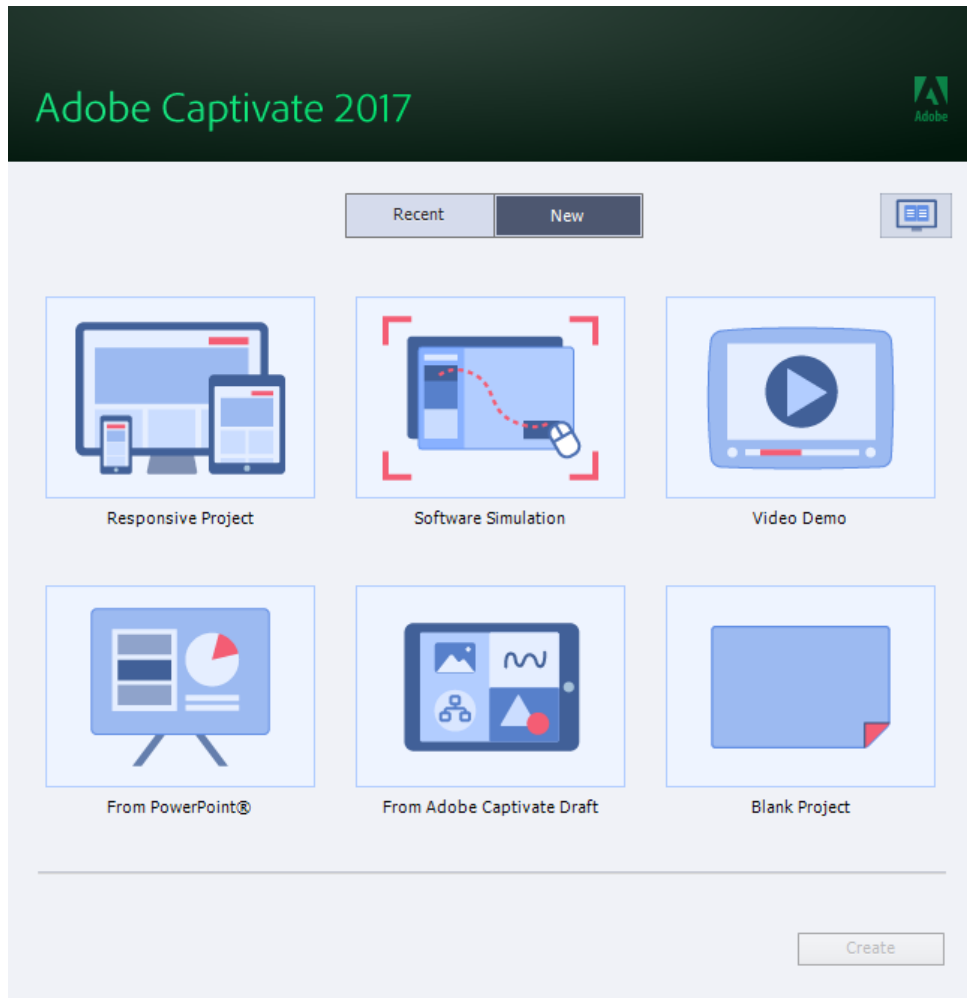 Adobe Captivate 2017
Adobe
Recent
New
Responsive Project
Software Simulation
Video Demo
From PowerPoint®
From Adobe Captivate Draft
Blank Project
Create